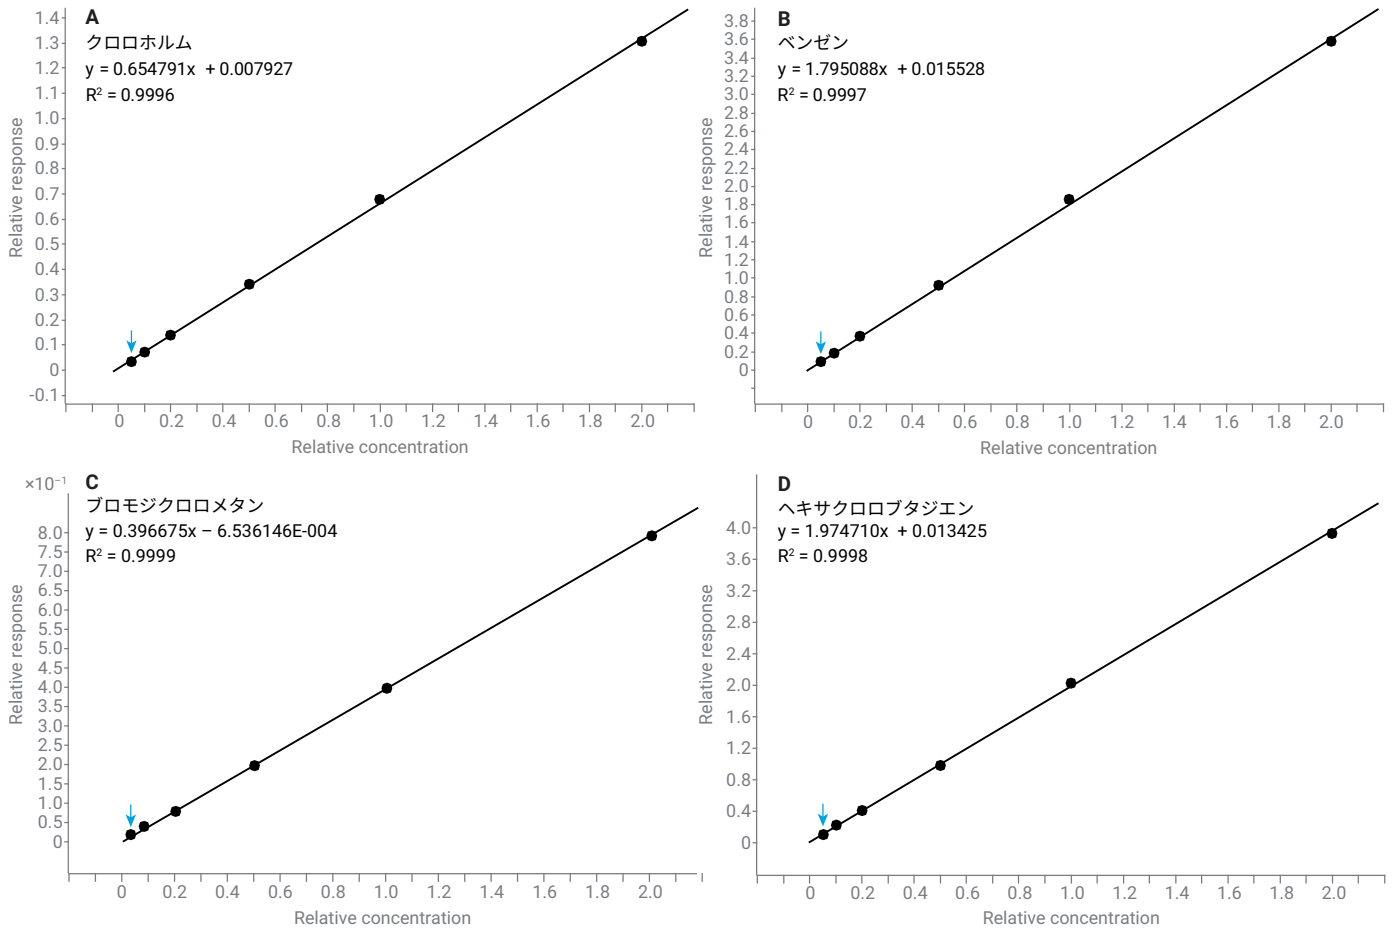 A
クロロホルム
y = 0.654791x + 0.007927
R² = 0.9996
Relative response
1.4
1.3
1.2
1.1
1.0
0.9
0.8
0.7
0.6
0.5
0.4
0.3
0.2
0.1
0
-0.1
0 0.2 0.4 0.6 0.8 1.0 1.2 1.4 1.6 1.8 2.0
Relative concentration
B
ベンゼン
y = 1.795088x + 0.015528
R² = 0.9997
Relative response
3.8
3.6
3.4
3.2
3.0
2.8
2.6
2.4
2.2
2.0
1.8
1.6
1.4
1.2
1.0
0.8
0.6
0.4
0.2
0
0 0.2 0.4 0.6 0.8 1.0 1.2 1.4 1.6 1.8 2.0
Relative concentration
C
×10⁻¹
ブロモジクロロメタン
y = 0.396675x – 6.536146E-004
R² = 0.9999
Relative response
8.0
7.5
7.0
6.5
6.0
5.5
5.0
4.5
4.0
3.5
3.0
2.5
2.0
1.5
1.0
0.5
0
0 0.2 0.4 0.6 0.8 1.0 1.2 1.4 1.6 1.8 2.0
Relative concentration
D
ヘキサクロロブタジエン
y = 1.974710x + 0.013425
R² = 0.9998
Relative response
4.0
3.6
3.2
2.8
2.4
2.0
1.6
1.2
0.8
0.4
0
0 0.2 0.4 0.6 0.8 1.0 1.2 1.4 1.6 1.8 2.0
Relative concentration